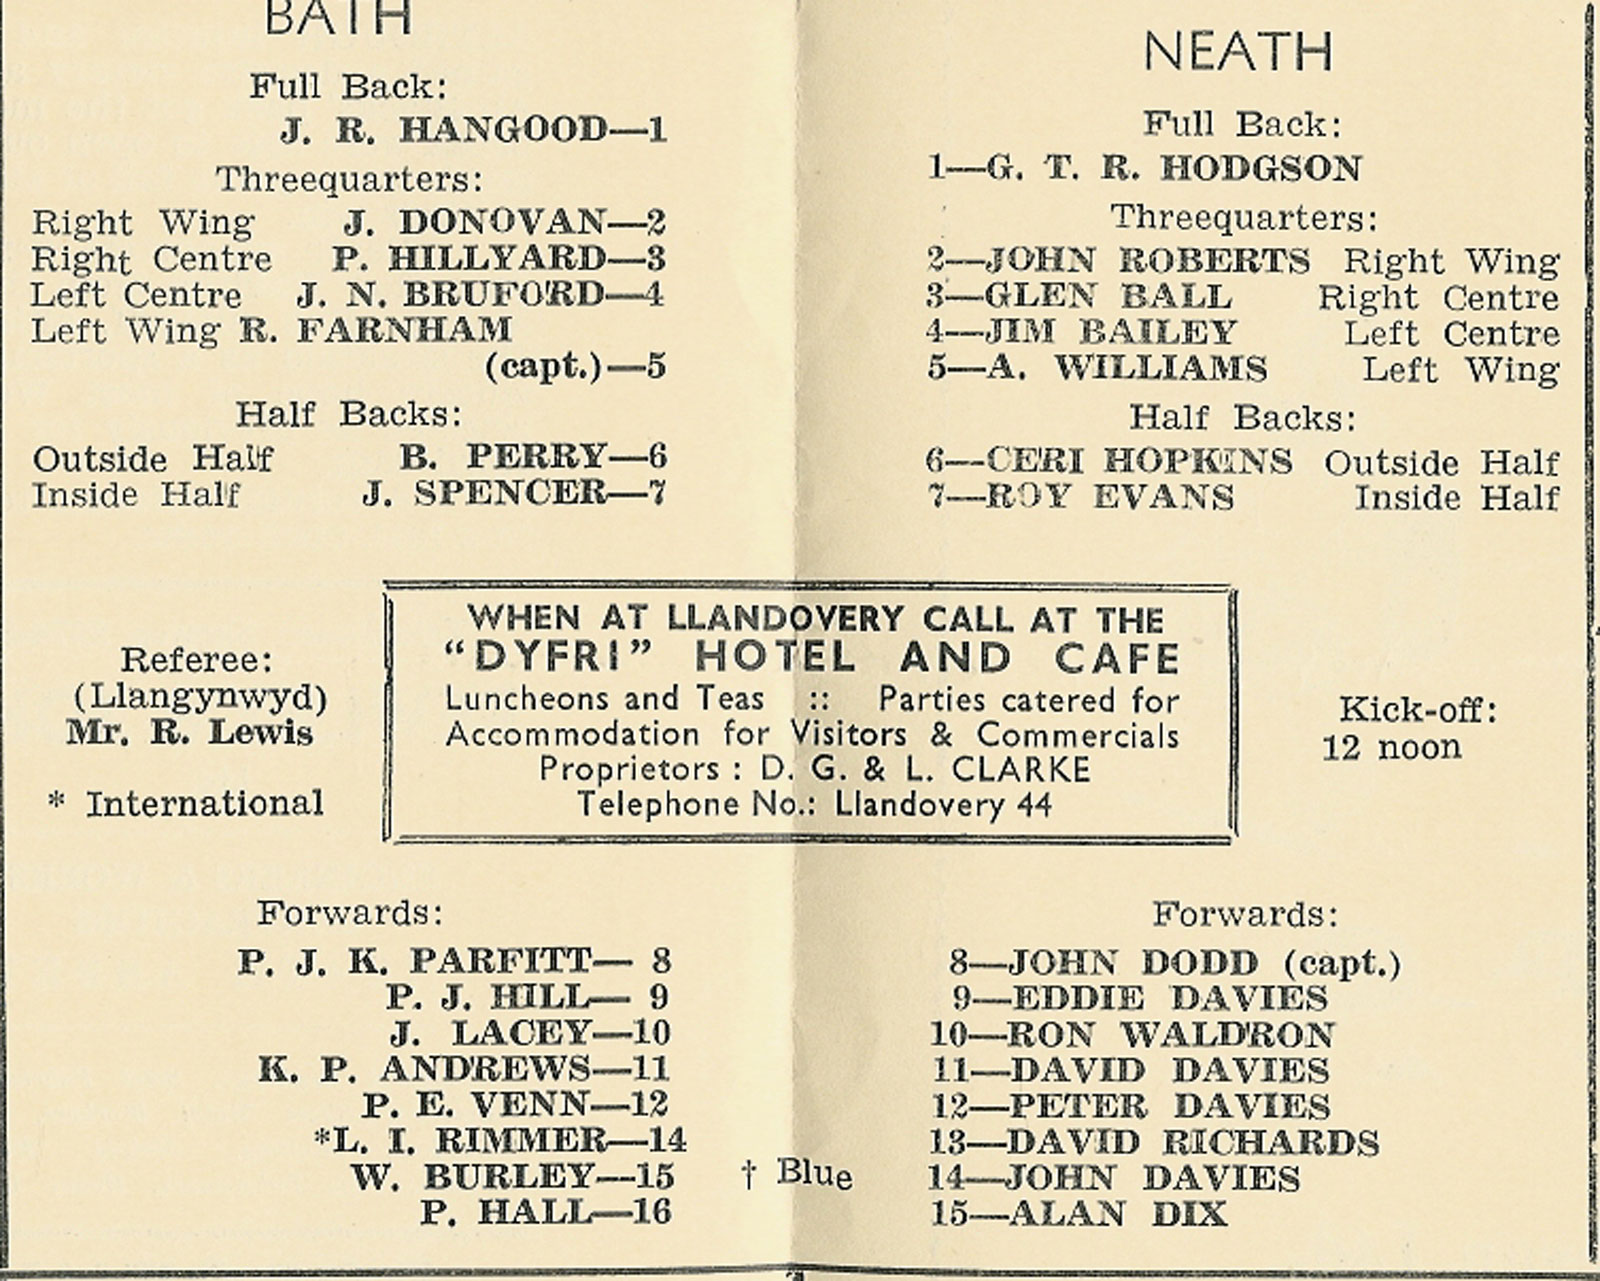 BATH
Full Back:
J. R. HANGOOD—1
Threequarters:
Right Wing J. DONOVAN—2
Right Centre P. HILLYARD—3
Left Centre J. N. BRUFORD—4
Left Wing R. FARNHAM
(capt.)—5
Half Backs:
Outside Half B. PERRY—6
Inside Half J. SPENCER—7
NEATH
Full Back:
1—G. T. R. HODGSON
Threequarters:
2—JOHN ROBERTS Right Wing
3—GLEN BALL Right Centre
4—JIM BAILEY Left Centre
5—A. WILLIAMS Left Wing
Half Backs:
6—CERI HOPKINS Outside Half
7—ROY EVANS Inside Half
Referee:
(Llangynwyd)
Mr. R. Lewis
* International
WHEN AT LLANDOVERY CALL AT THE
“DYFRI” HOTEL AND CAFE
Luncheons and Teas :: Parties catered for
Accommodation for Visitors & Commercials
Proprietors : D. G. & L. CLARKE
Telephone No.: Llandovery 44
Kick-off:
12 noon
Forwards:
P. J. K. PARFITT— 8
P. J. HILL— 9
J. LACEY—10
K. P. ANDREWS—11
P. E. VENN—12
*L. I. RIMMER—14
W. BURLEY—15
P. HALL—16
† Blue
Forwards:
8—JOHN DODD (capt.)
9—EDDIE DAVIES
10—RON WALDRON
11—DAVID DAVIES
12—PETER DAVIES
13—DAVID RICHARDS
14—JOHN DAVIES
15—ALAN DIX